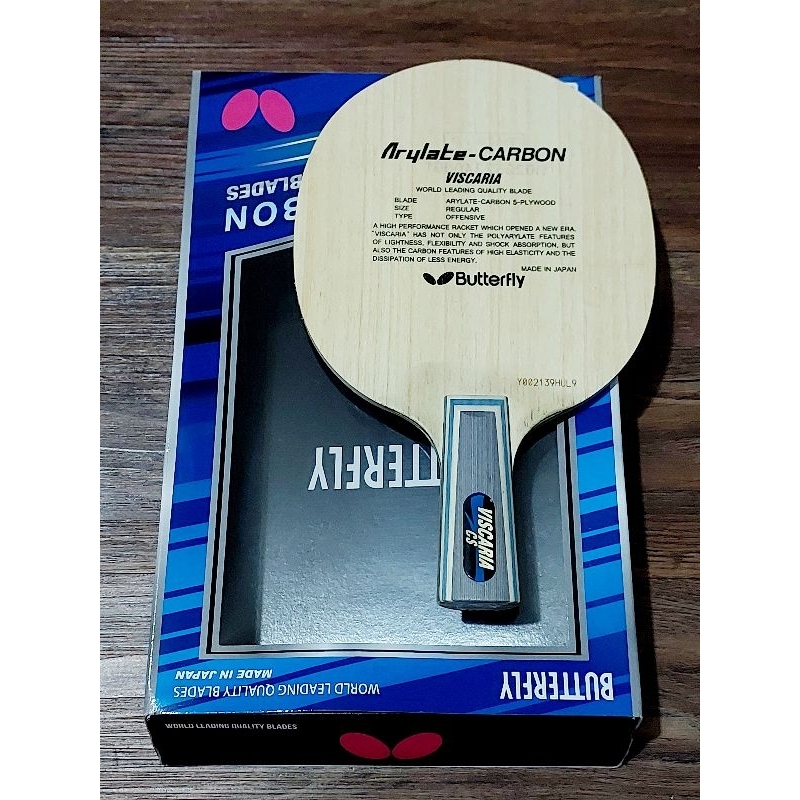 Arylate-CARBON
VISCARIA
WORLD LEADING QUALITY BLADE
BLADE ARYLATE-CARBON 5-PLYWOOD
SIZE REGULAR
TYPE OFFENSIVE
A HIGH PERFORMANCE RACKET WHICH OPENED A NEW ERA.
"VISCARIA" HAS NOT ONLY THE POLYARYLATE FEATURES
OF LIGHTNESS, FLEXIBILITY AND SHOCK ABSORPTION, BUT
ALSO THE CARBON FEATURES OF HIGH ELASTICITY AND THE
DISSIPATION OF LESS ENERGY.
MADE IN JAPAN
Butterfly
Y002139HUL9
VISCARIA
CS
BLADES
BON
TTERFLY
BUTTERFLY
WORLD LEADING QUALITY BLADES
MADE IN JAPAN
WORLD LEADING QUALITY BLADES